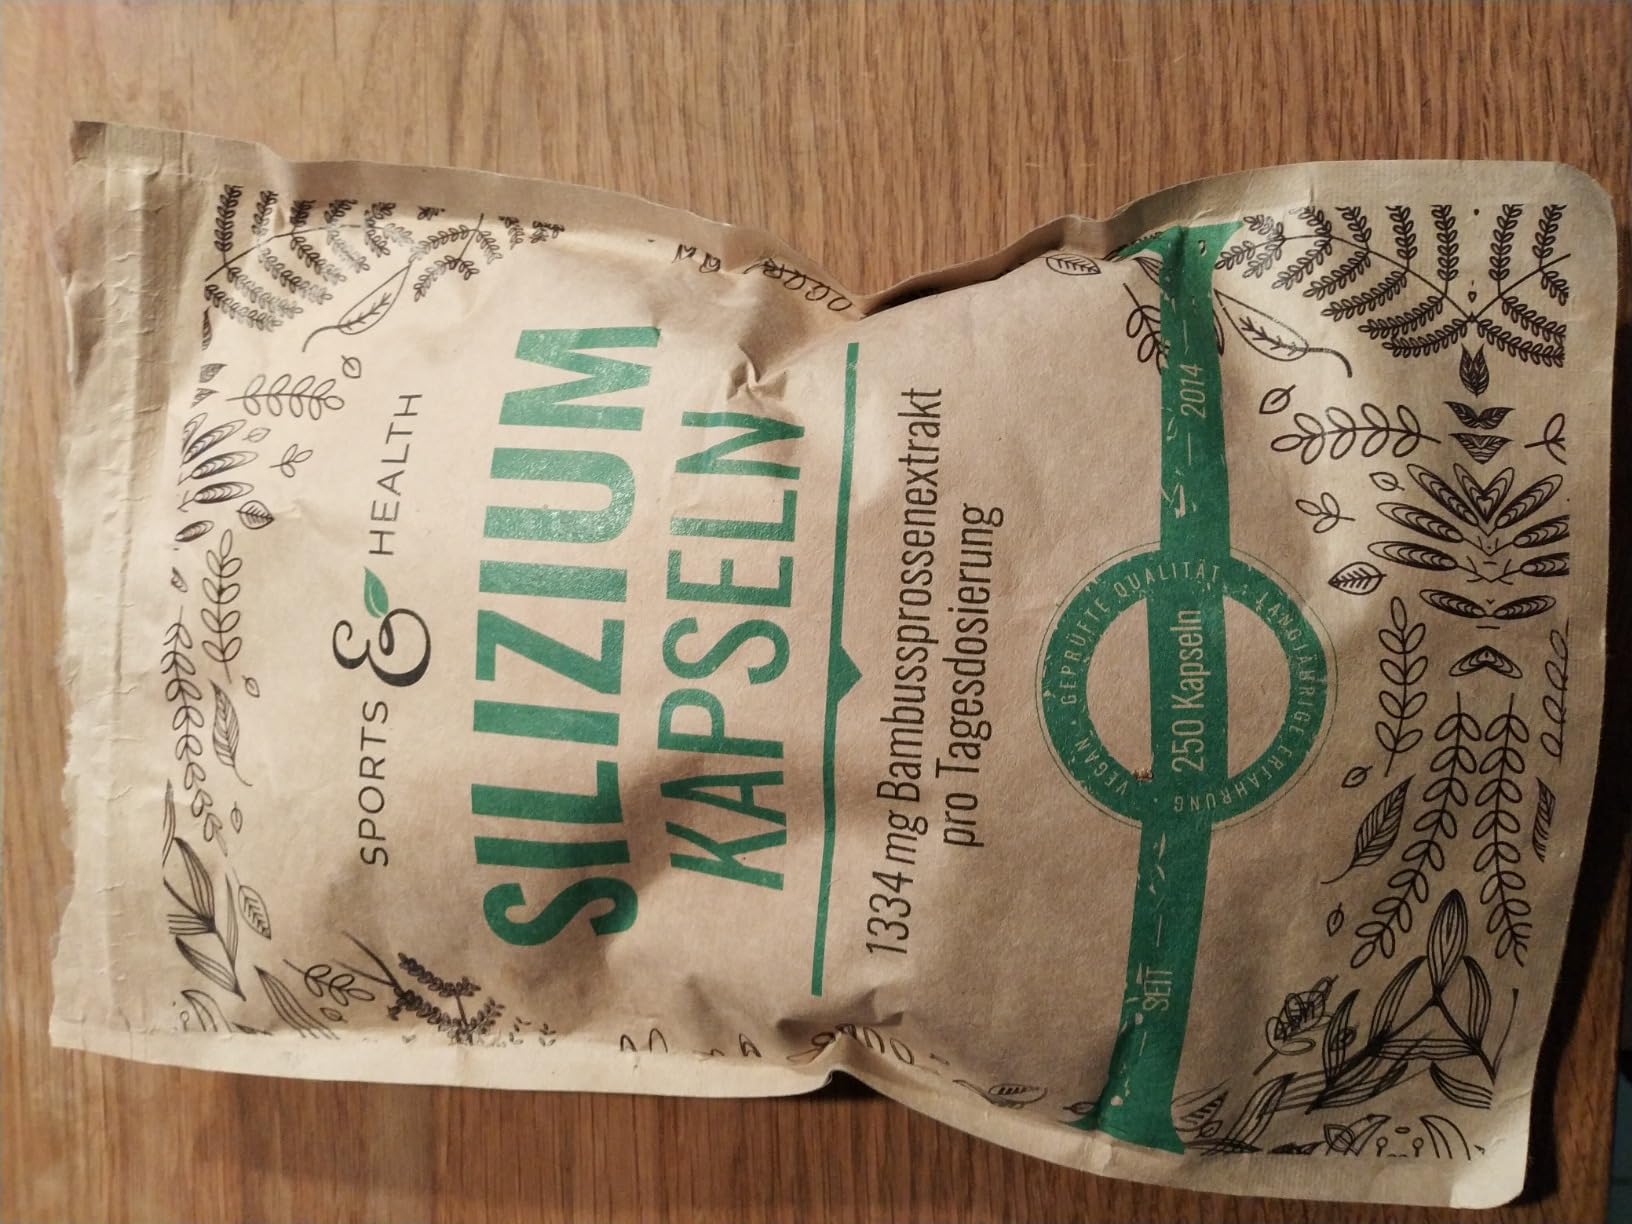 SPORTS & HEALTH
SILIZIUM
KAPSELN
1334 mg Bambussprossenextrakt
pro Tagesdosierung
VEGAN · GEPRÜFTE QUALITÄT · LANGJÄHRIGE ERFAHRUNG ·
SEIT 250 Kapseln 2014